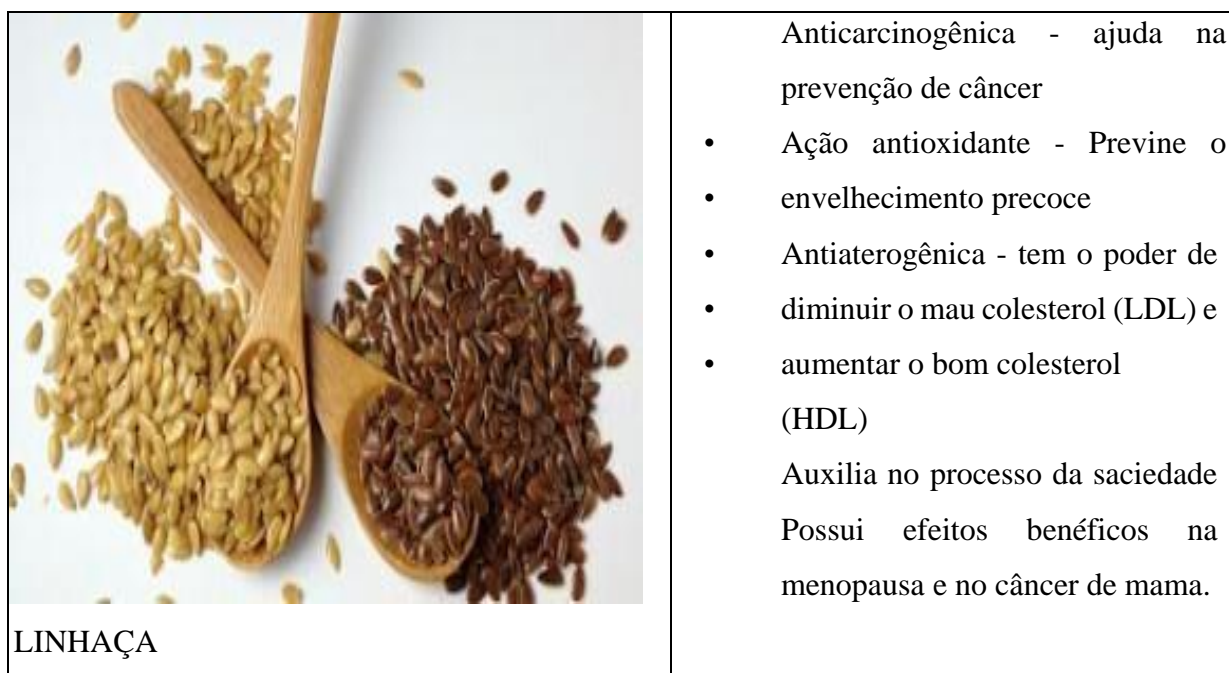 Anticarcinogênica - ajuda na
prevenção de câncer
• Ação antioxidante - Previne o
• envelhecimento precoce
• Antiaterogênica - tem o poder de
• diminuir o mau colesterol (LDL) e
• aumentar o bom colesterol
(HDL)
Auxilia no processo da saciedade
Possui efeitos benéficos na
menopausa e no câncer de mama.
LINHAÇA